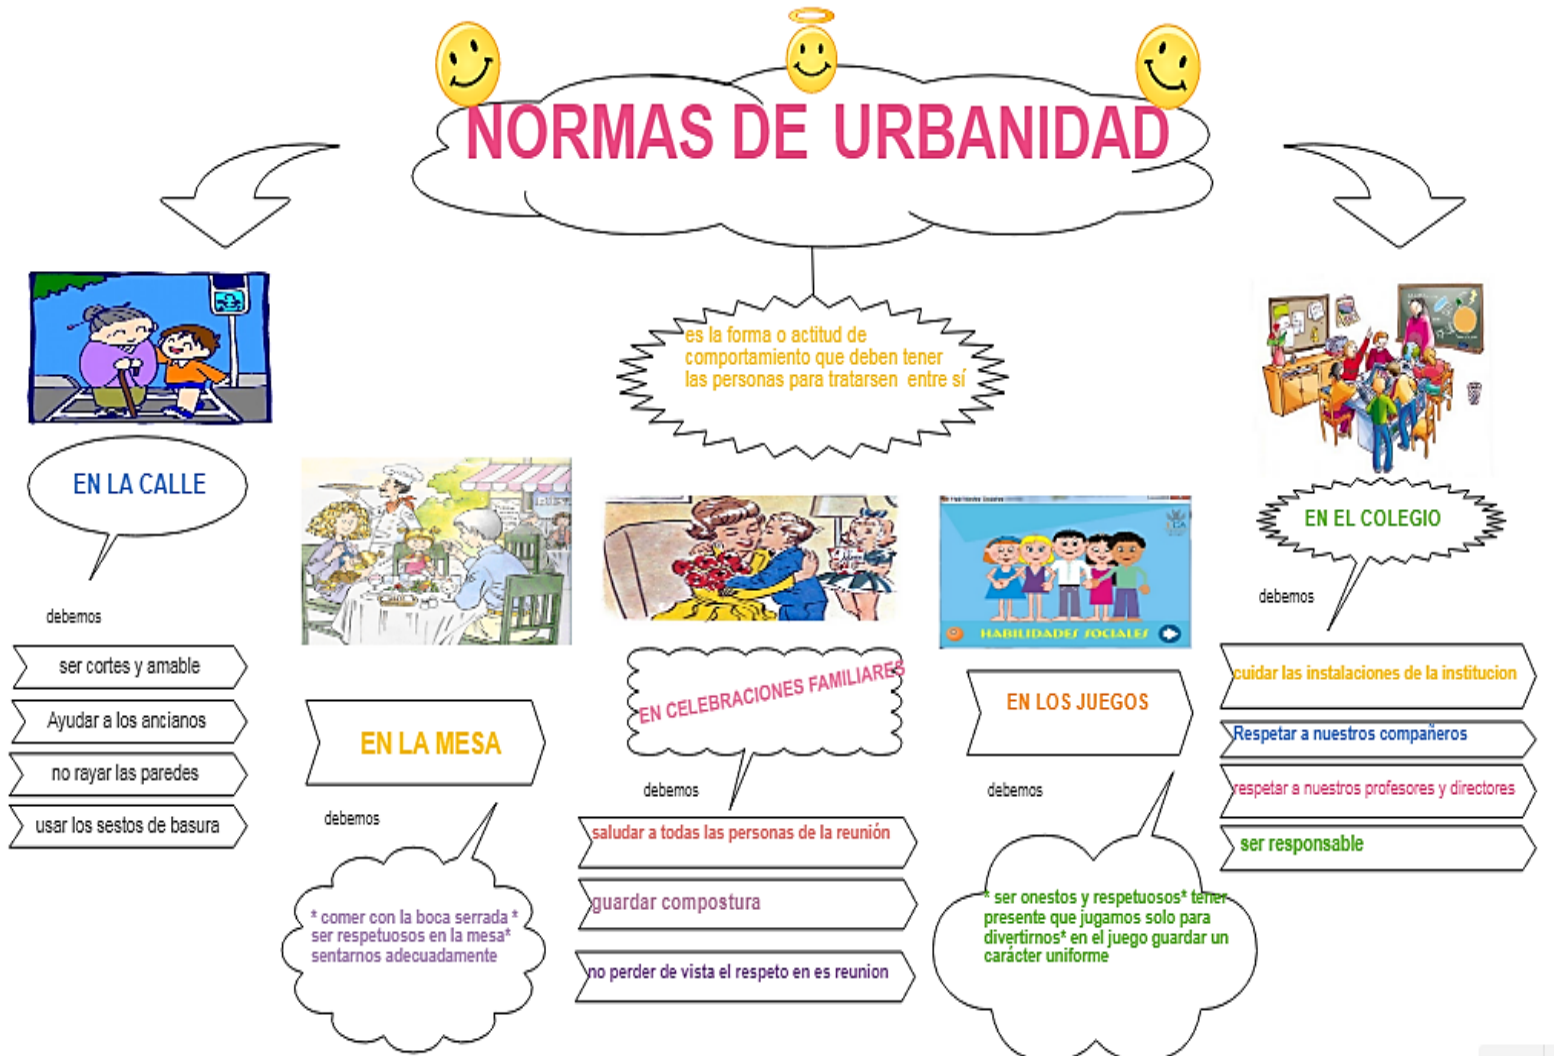 NORMAS DE URBANIDAD
es la forma o actitud de
comportamiento que deben tener
las personas para tratarsen entre sí
EN LA CALLE
debemos
ser cortes y amable
Ayudar a los ancianos
no rayar las paredes
usar los sestos de basura
EN LA MESA
debemos
* comer con la boca serrada *
ser respetuosos en la mesa*
sentarnos adecuadamente
EN CELEBRACIONES FAMILIARES
debemos
saludar a todas las personas de la reunión
guardar compostura
no perder de vista el respeto en es reunion
HABILIDADES SOCIALES
EN LOS JUEGOS
debemos
* ser onestos y respetuosos* tener
presente que jugamos solo para
divertirnos* en el juego guardar un
carácter uniforme
EN EL COLEGIO
debemos
cuidar las instalaciones de la institucion
Respetar a nuestros compañeros
respetar a nuestros profesores y directores
ser responsable